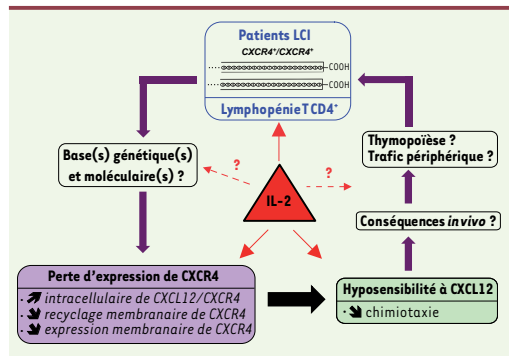 Patients LCI
CXCR4⁺/CXCR4⁺
COOH
COOH
Lymphopénie T CD4⁺
Base(s) génétique(s)
et moléculaire(s) ?
?
?
IL-2
Thymopoïèse ?
Trafic périphérique ?
Conséquences in vivo ?
Perte d'expression de CXCR4
• ↗ intracellulaire de CXCL12/CXCR4
• ↘ recyclage membranaire de CXCR4
• ↘ expression membranaire de CXCR4
Hyposensibilité à CXCL12
• ↘ chimiotaxie